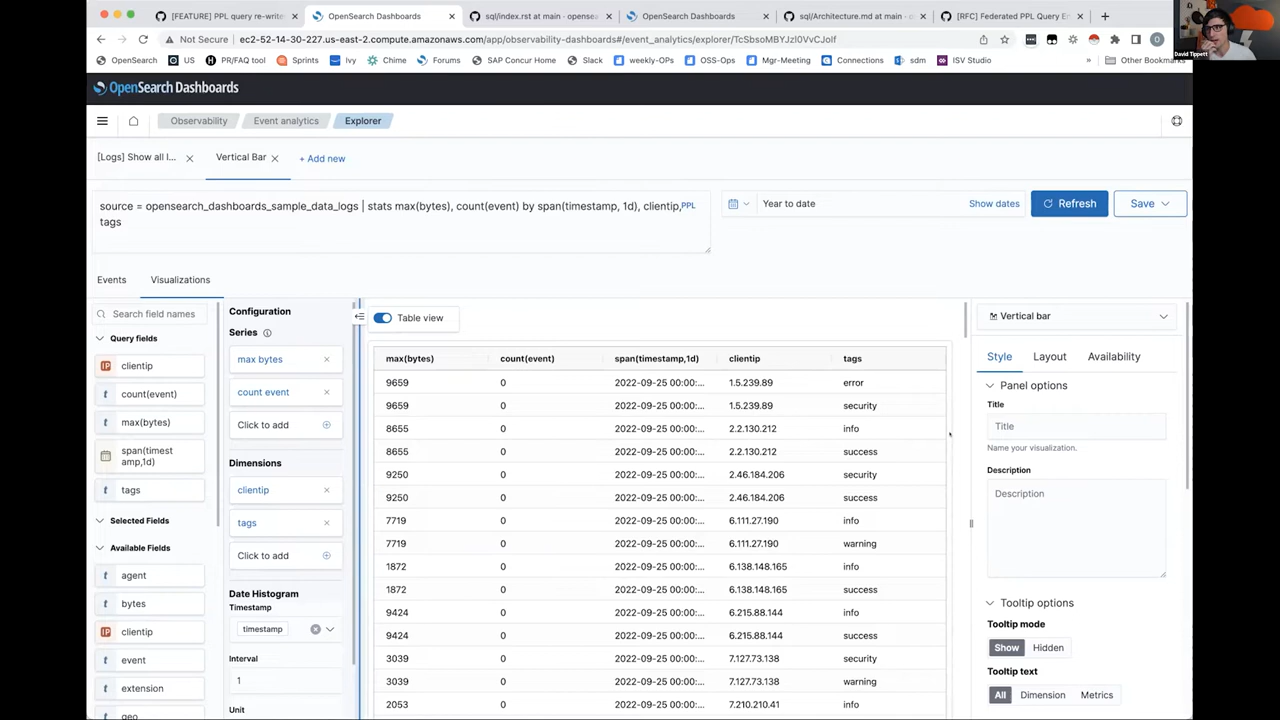 [FEATURE] PPL query re-write
OpenSearch Dashboards
sql/index.rst at main · opense
OpenSearch Dashboards
sql/Architecture.md at main ·
[RFC] Federated PPL Query E
David Tippett
Not Secure
ec2-52-14-30-227.us-east-2.compute.amazonaws.com/app/observability-dashboards#/event_analytics/explorer/TcSbsoMBYJzI0VvCJolf
OpenSearch
US
PR/FAQ tool
Sprints
Ivy
Chime
Forums
SAP Concur Home
Slack
weekly-OPs
OSS-Ops
Mgr-Meeting
Connections
sdm
ISV Studio
»
Other Bookmarks
OpenSearch Dashboards
Observability
Event analytics
Explorer
[Logs] Show all l...
Vertical Bar
+ Add new
source = opensearch_dashboards_sample_data_logs | stats max(bytes), count(event) by span(timestamp, 1d), clientip,
tags
PPL
Year to date
Show dates
Refresh
Save
Events
Visualizations
Search field names
Query fields
clientip
t count(event)
t max(bytes)
span(timest
amp,1d)
t tags
Selected Fields
Available Fields
t agent
t bytes
IP clientip
t event
t extension
t geo
Configuration
Series
max bytes
count event
Click to add
Dimensions
clientip
tags
Click to add
Date Histogram
Timestamp
timestamp
Interval
1
Unit
Table view
max(bytes) count(event) span(timestamp,1d) clientip tags
9659 0 2022-09-25 00:00:... 1.5.239.89 error
9659 0 2022-09-25 00:00:... 1.5.239.89 security
8655 0 2022-09-25 00:00:... 2.2.130.212 info
8655 0 2022-09-25 00:00:... 2.2.130.212 success
9250 0 2022-09-25 00:00:... 2.46.184.206 security
9250 0 2022-09-25 00:00:... 2.46.184.206 success
7719 0 2022-09-25 00:00:... 6.111.27.190 info
7719 0 2022-09-25 00:00:... 6.111.27.190 warning
1872 0 2022-09-25 00:00:... 6.138.148.165 info
1872 0 2022-09-25 00:00:... 6.138.148.165 success
9424 0 2022-09-25 00:00:... 6.215.88.144 info
9424 0 2022-09-25 00:00:... 6.215.88.144 success
3039 0 2022-09-25 00:00:... 7.127.73.138 security
3039 0 2022-09-25 00:00:... 7.127.73.138 warning
2053 0 2022-09-25 00:00:... 7.210.210.41 info
Vertical bar
Style
Layout
Availability
Panel options
Title
Title
Name your visualization.
Description
Description
Tooltip options
Tooltip mode
Show
Hidden
Tooltip text
All
Dimension
Metrics